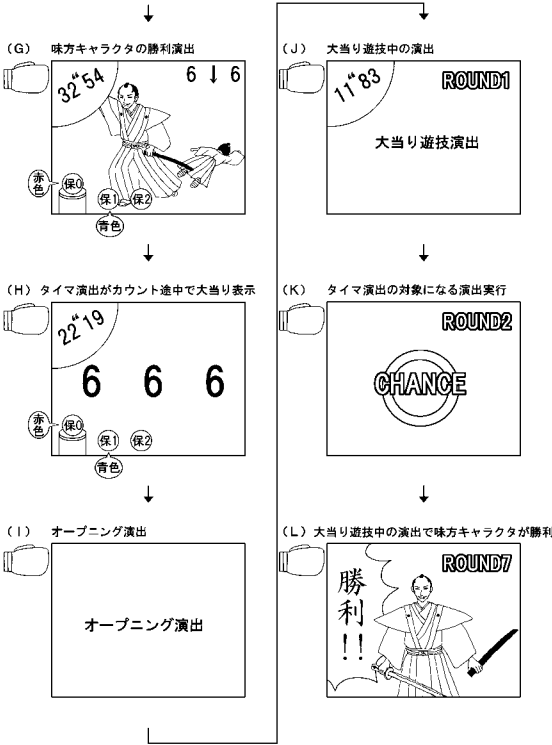 (G) 味方キャラクタの勝利演出
32"54
6 ↓ 6
赤色
保0
保1
保2
青色
(H) タイマ演出がカウント途中で大当り表示
22"19
6 6 6
赤色
保0
保1
保2
青色
(I) オープニング演出
オープニング演出
(J) 大当り遊技中の演出
11"83
ROUND1
大当り遊技演出
(K) タイマ演出の対象になる演出実行
ROUND2
CHANCE
(L) 大当り遊技中の演出で味方キャラクタが勝利
ROUND7
勝利!!